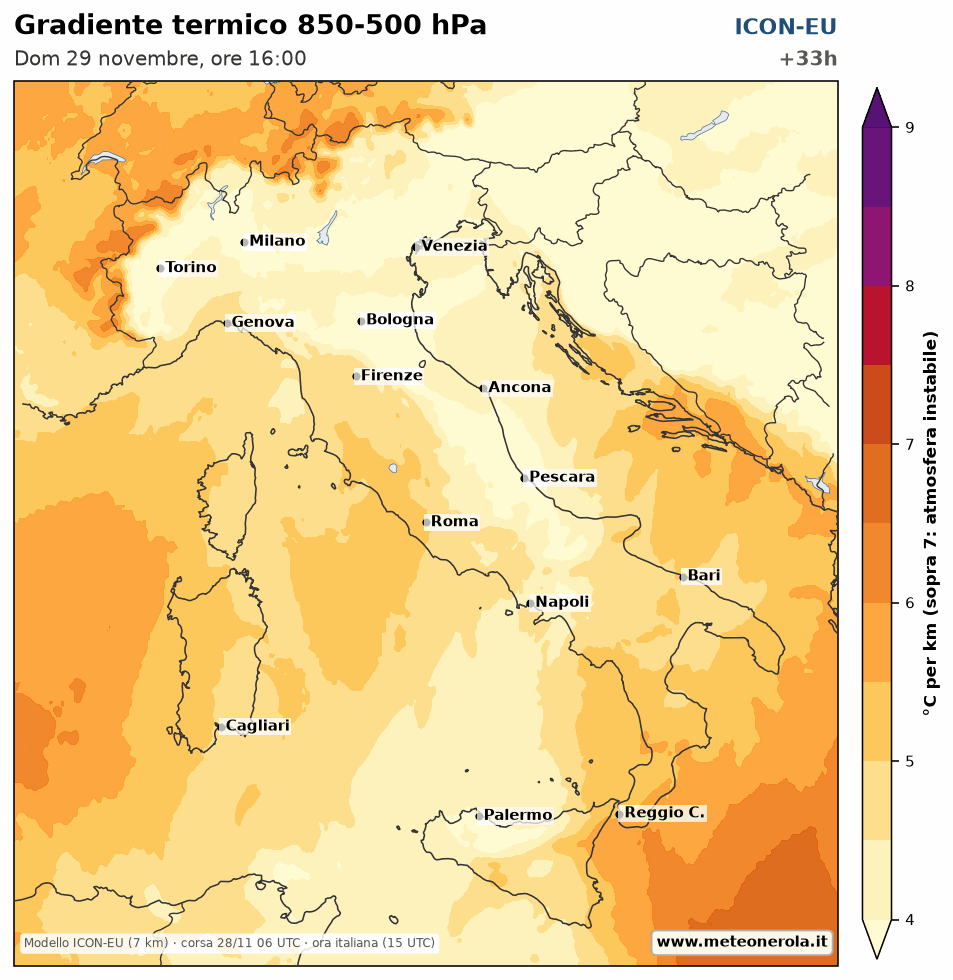 Gradiente termico 850-500 hPa
ICON-EU
Dom 29 novembre, ore 16:00
+33h
Milano
Venezia
Torino
Genova
Bologna
Firenze
Ancona
Pescara
Roma
Bari
Napoli
Cagliari
Palermo
Reggio C.
9
8
7
6
5
4
°C per km (sopra 7: atmosfera instabile)
Modello ICON-EU (7 km) · corsa 28/11 06 UTC · ora italiana (15 UTC)
www.meteonerola.it